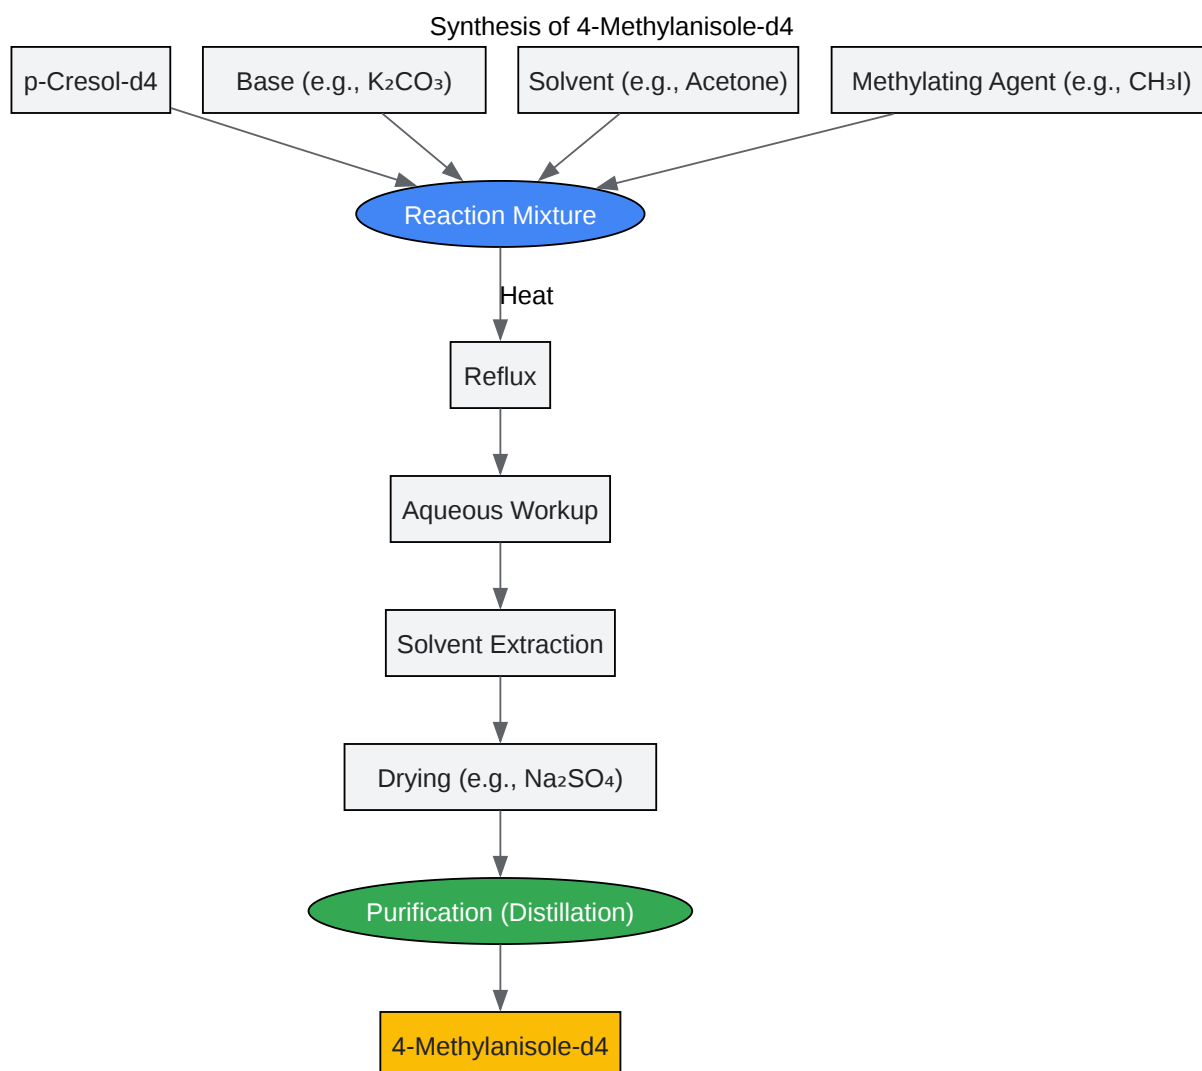 Synthesis of 4-Methylanisole-d4
p-Cresol-d4
Base (e.g., K₂CO₃)
Solvent (e.g., Acetone)
Methylating Agent (e.g., CH₃I)
Reaction Mixture
Heat
Reflux
Aqueous Workup
Solvent Extraction
Drying (e.g., Na₂SO₄)
Purification (Distillation)
4-Methylanisole-d4